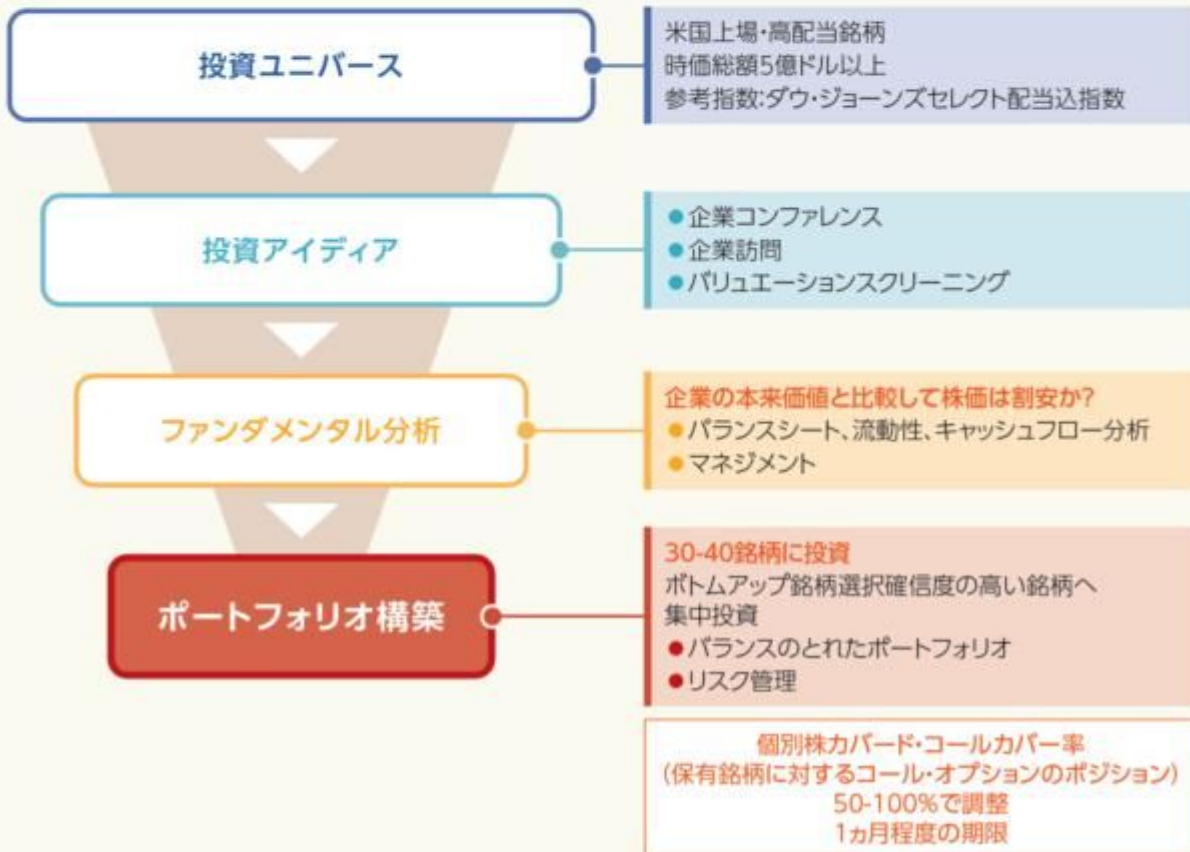 投資ユニバース
米国上場・高配当銘柄
時価総額5億ドル以上
参考指数:ダウ・ジョーンズセレクト配当込指数
投資アイディア
●企業コンファレンス
●企業訪問
●バリュエーションスクリーニング
ファンダメンタル分析
企業の本来価値と比較して株価は割安か?
●バランスシート、流動性、キャッシュフロー分析
●マネジメント
ポートフォリオ構築
30-40銘柄に投資
ボトムアップ銘柄選択確信度の高い銘柄へ
集中投資
●バランスのとれたポートフォリオ
●リスク管理
個別株カバード・コールカバー率
(保有銘柄に対するコール・オプションのポジション)
50-100%で調整
1ヵ月程度の期限